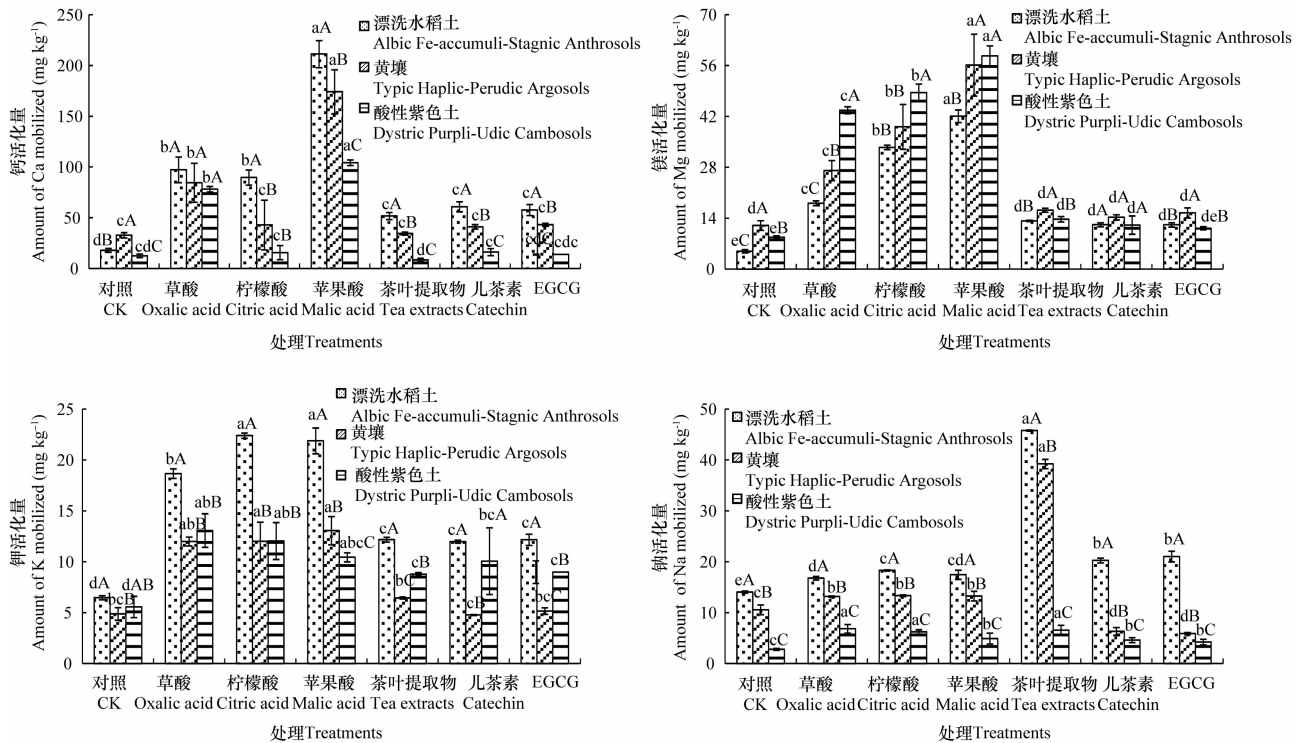 钙活化量
Amount of Ca mobilized (mg kg⁻¹)
250
200
150
100
50
0
漂洗水稻土
Albic Fe-accumuli-Stagnic Anthrosols
黄壤
Typic Haplic-Perudic Argosols
酸性紫色土
Dystric Purpli-Udic Cambosols
dB cA cdC
bA bA bA
bA cB cB
aA aB aC
bA cB dC
cA cB cC
cA cB cdc
对照 草酸 柠檬酸 苹果酸 茶叶提取物 儿茶素 EGCG
CK Oxalic acid Citric acid Malic acid Tea extracts Catechin
处理Treatments
镁活化量
Amount of Mg mobilized (mg kg⁻¹)
70
56
42
28
14
0
漂洗水稻土
Albic Fe-accumuli-Stagnic Anthrosols
黄壤
Typic Haplic-Perudic Argosols
酸性紫色土
Dystric Purpli-Udic Cambosols
eC dA eB
cC cB cA
bB bB bA
aB aA aA
dB dA dB
dA dA dA
dB dA deB
对照 草酸 柠檬酸 苹果酸 茶叶提取物 儿茶素 EGCG
CK Oxalic acid Citric acid Malic acid Tea extracts Catechin
处理Treatments
钾活化量
Amount of K mobilized (mg kg⁻¹)
25
20
15
10
5
0
漂洗水稻土
Albic Fe-accumuli-Stagnic Anthrosols
黄壤
Typic Haplic-Perudic Argosols
酸性紫色土
Dystric Purpli-Udic Cambosols
dA bcB dAB
bA abB abB
aA aB abB
aA aB abcC
cA bC cB
cA cB bcA
cA cB
对照 草酸 柠檬酸 苹果酸 茶叶提取物 儿茶素 EGCG
CK Oxalic acid Citric acid Malic acid Tea extracts Catechin
处理Treatments
钠活化量
Amount of Na mobilized (mg kg⁻¹)
50
40
30
20
10
0
漂洗水稻土
Albic Fe-accumuli-Stagnic Anthrosols
黄壤
Typic Haplic-Perudic Argosols
酸性紫色土
Dystric Purpli-Udic Cambosols
eA cB cC
dA bB aC
cA bB aC
cdA bB bC
aA aB aC
bA dB bC
bA dB bC
对照 草酸 柠檬酸 苹果酸 茶叶提取物 儿茶素 EGCG
CK Oxalic acid Citric acid Malic acid Tea extracts Catechin
处理Treatments